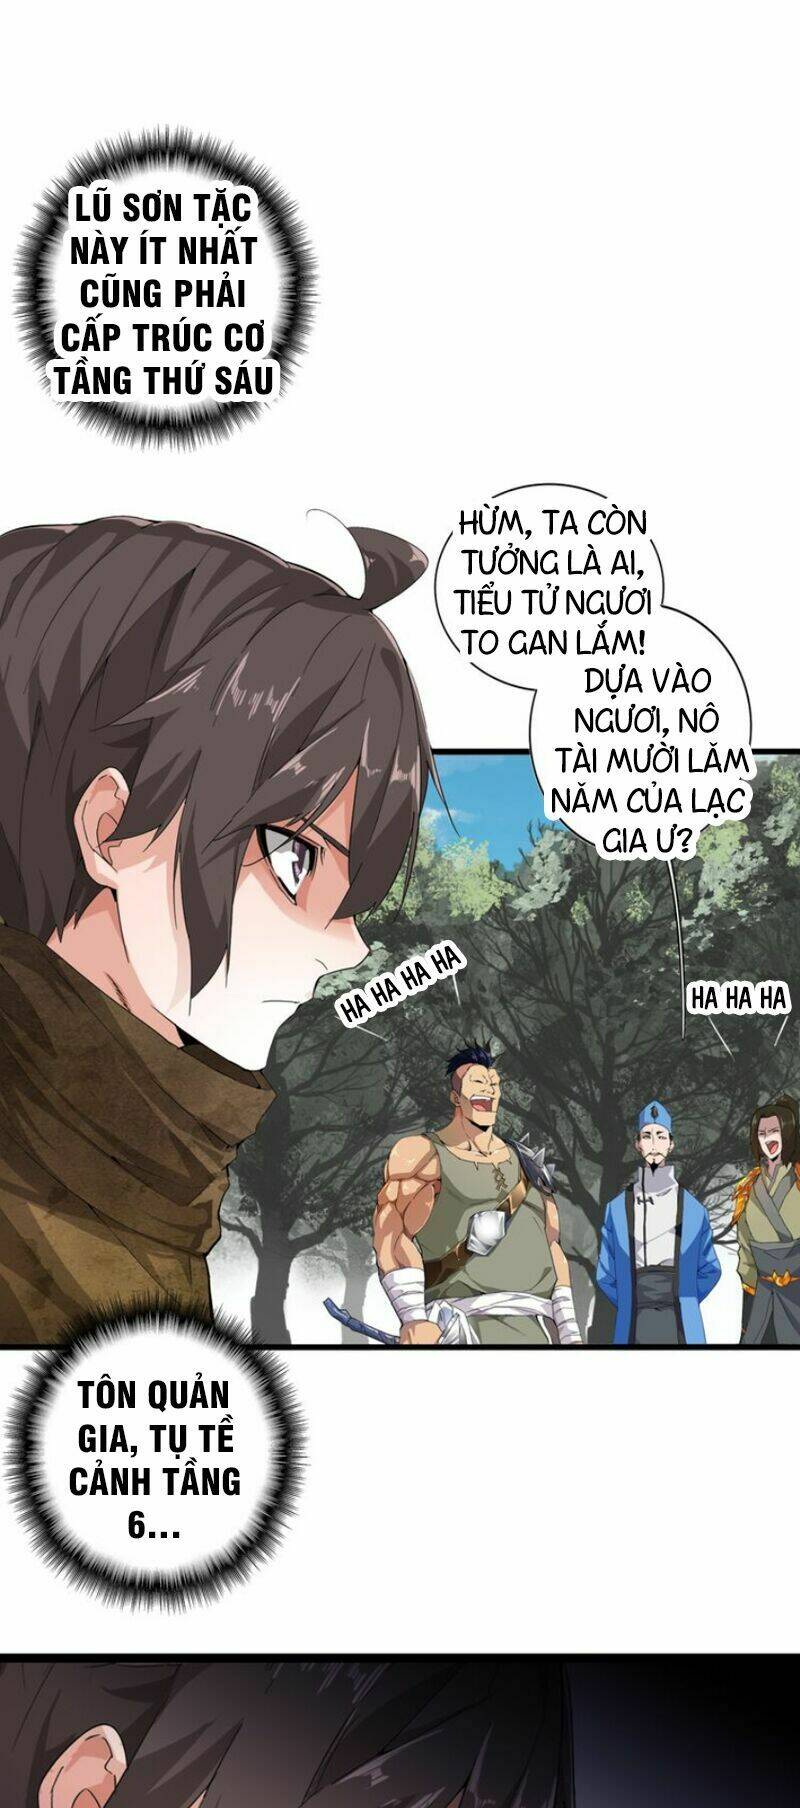 LŨ SƠN TẶC
NÀY ÍT NHẤT
CŨNG PHẢI
CẤP TRÚC CƠ
TẦNG THỨ SÁU
HỪM, TA CÒN
TƯỞNG LÀ AI,
TIỂU TỬ NGƯƠI
TO GAN LẮM!
DỰA VÀO
NGƯƠI, NÔ
TÀI MƯỜI LĂM
NĂM CỦA LẠC
GIA Ư?
HA HA HA HA
HA HA HA
TÔN QUẢN
GIA, TỤ TỀ
CẢNH TẦNG
6...